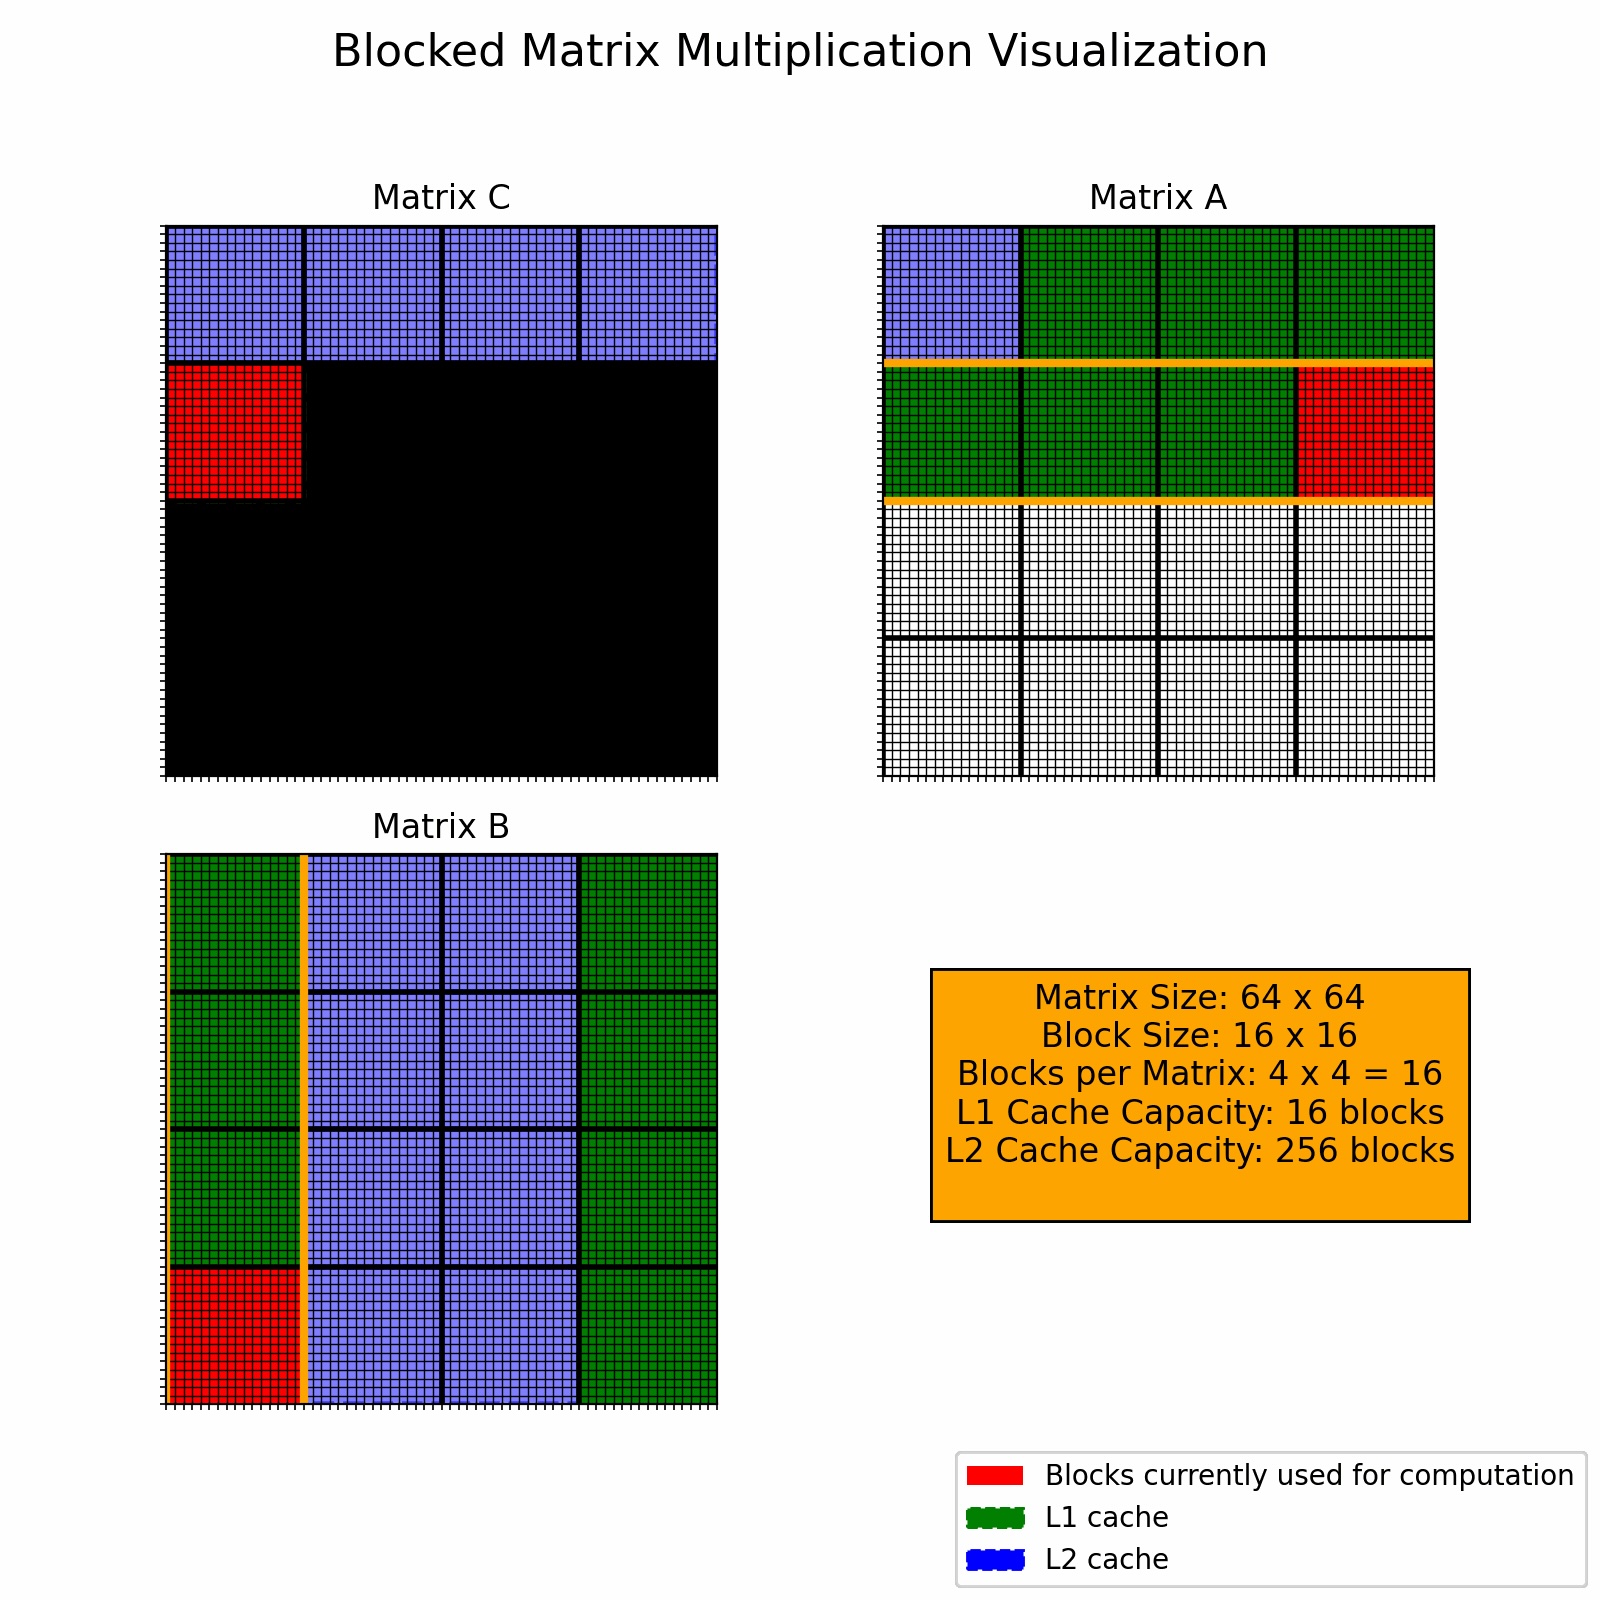 Blocked Matrix Multiplication Visualization
Matrix C
Matrix A
Matrix B
Matrix Size: 64 x 64
Block Size: 16 x 16
Blocks per Matrix: 4 x 4 = 16
L1 Cache Capacity: 16 blocks
L2 Cache Capacity: 256 blocks
Blocks currently used for computation
L1 cache
L2 cache